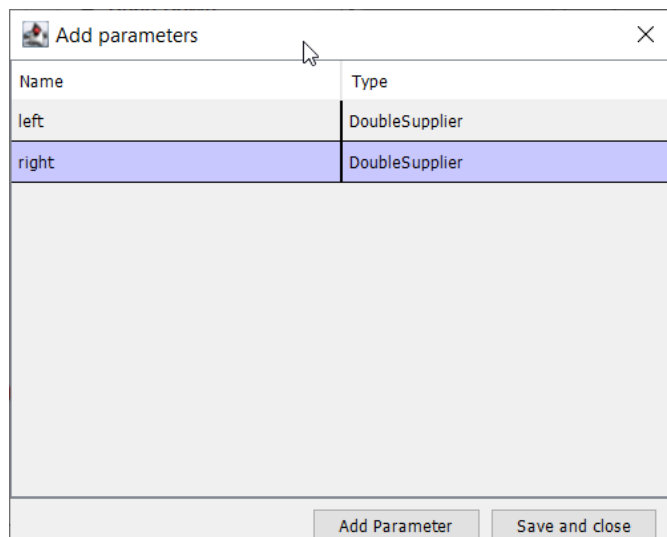 Add parameters
Name Type
left DoubleSupplier
right DoubleSupplier
Add Parameter Save and close